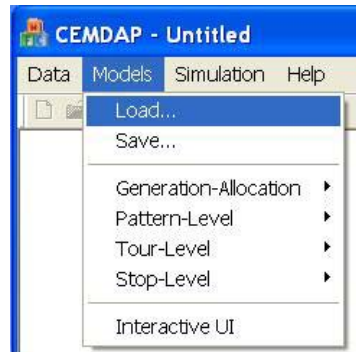 CEMDAP - Untitled
Data Models Simulation Help
Load...
Save...
Generation-Allocation
Pattern-Level
Tour-Level
Stop-Level
Interactive UI